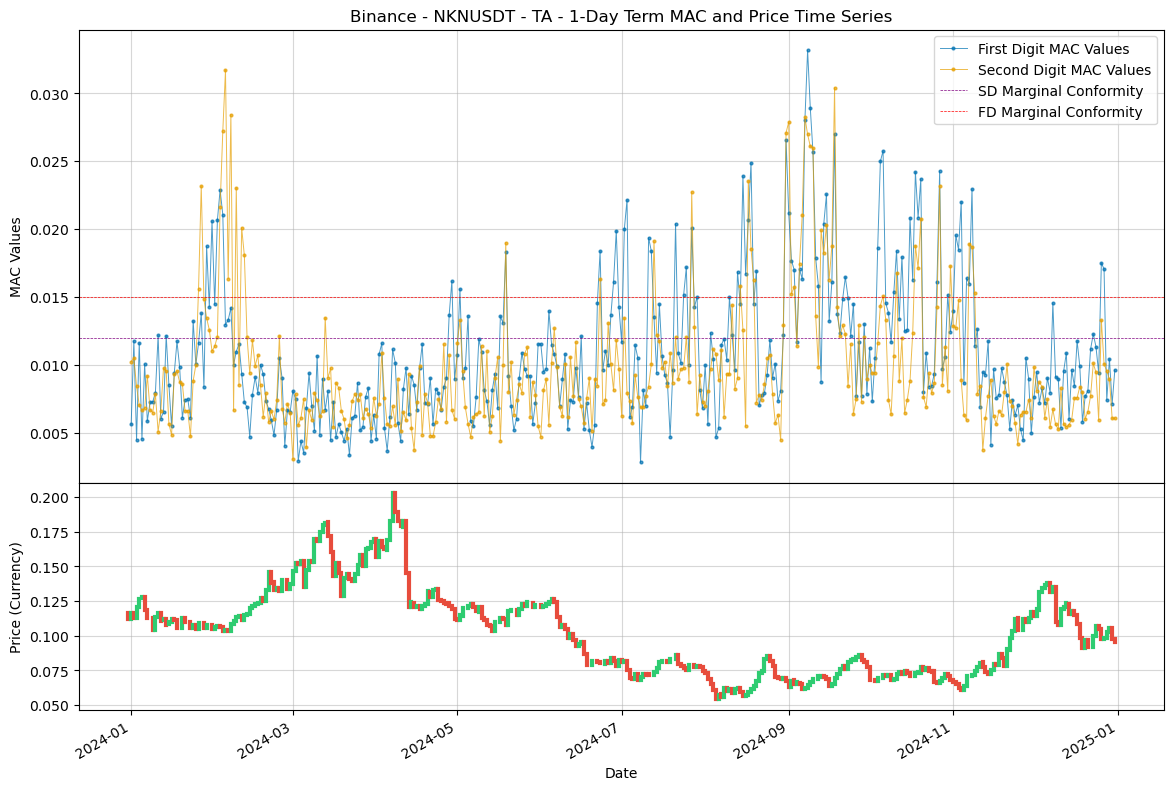 Binance - NKNUSDT - TA - 1-Day Term MAC and Price Time Series
First Digit MAC Values
Second Digit MAC Values
SD Marginal Conformity
FD Marginal Conformity
MAC Values
0.030
0.025
0.020
0.015
0.010
0.005
Price (Currency)
0.200
0.175
0.150
0.125
0.100
0.075
0.050
2024-01
2024-03
2024-05
2024-07
2024-09
2024-11
2025-01
Date